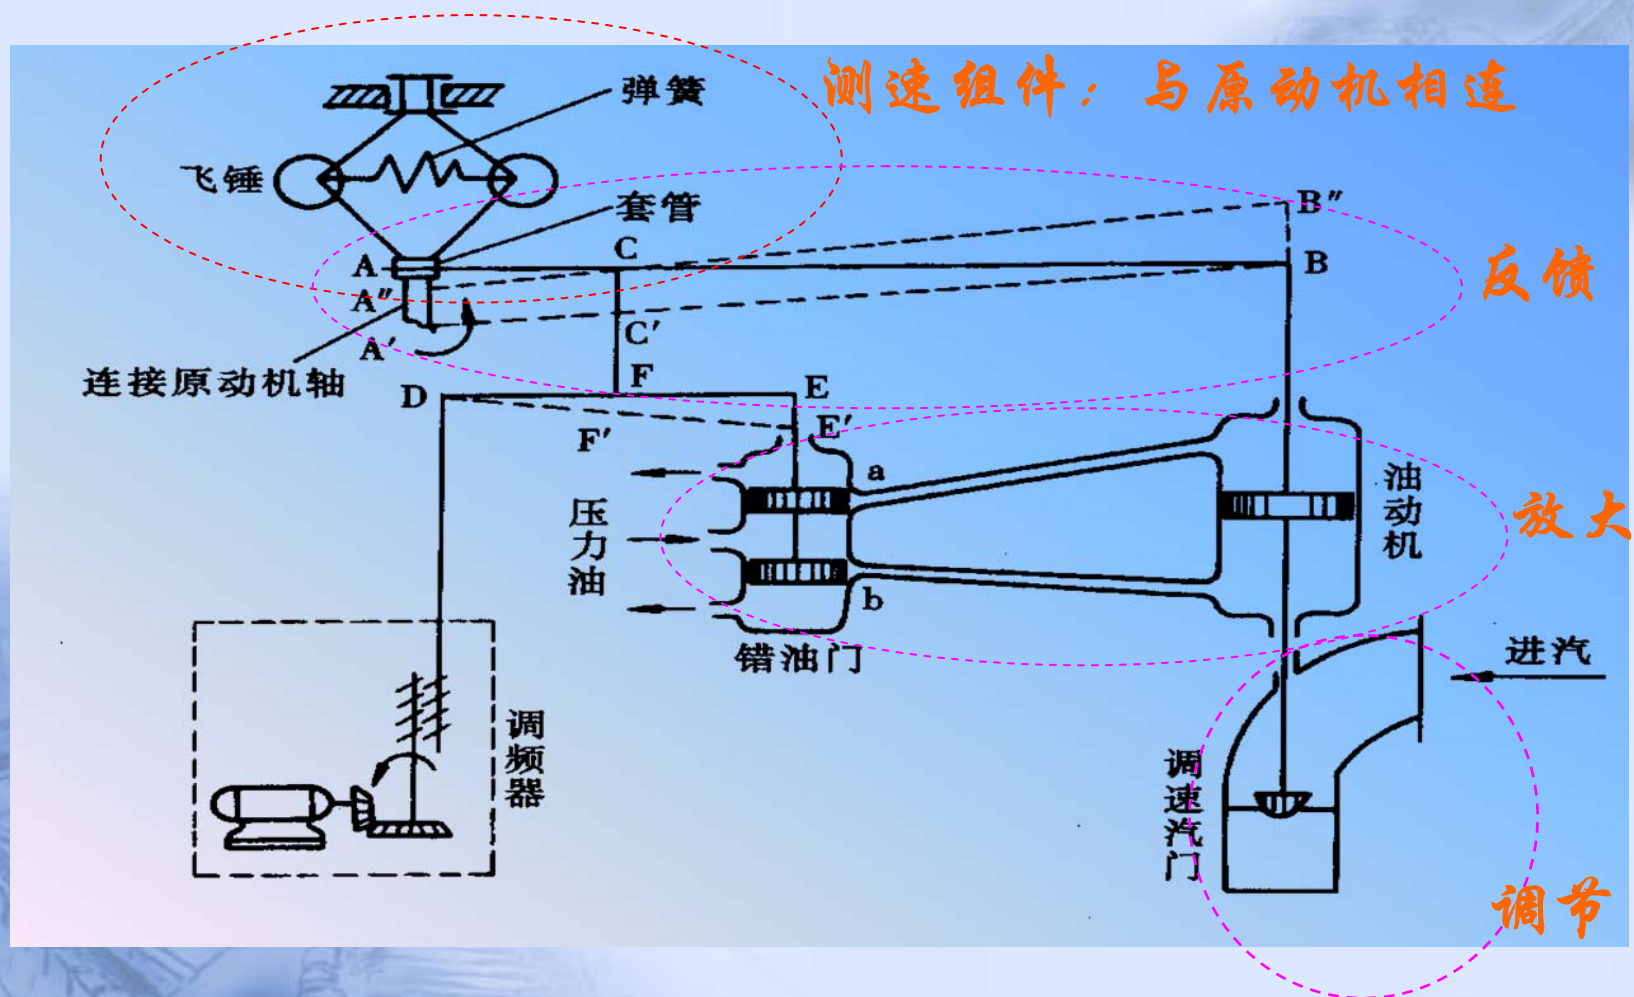 测速组件：与原动机相连
弹簧
飞锤
套管
B″
C
A
B
反馈
A″
C′
A′
连接原动机轴
F
D
E
F′
E′
a
压力油
油动机
放大
b
错油门
进汽
调频器
调速汽门
调节